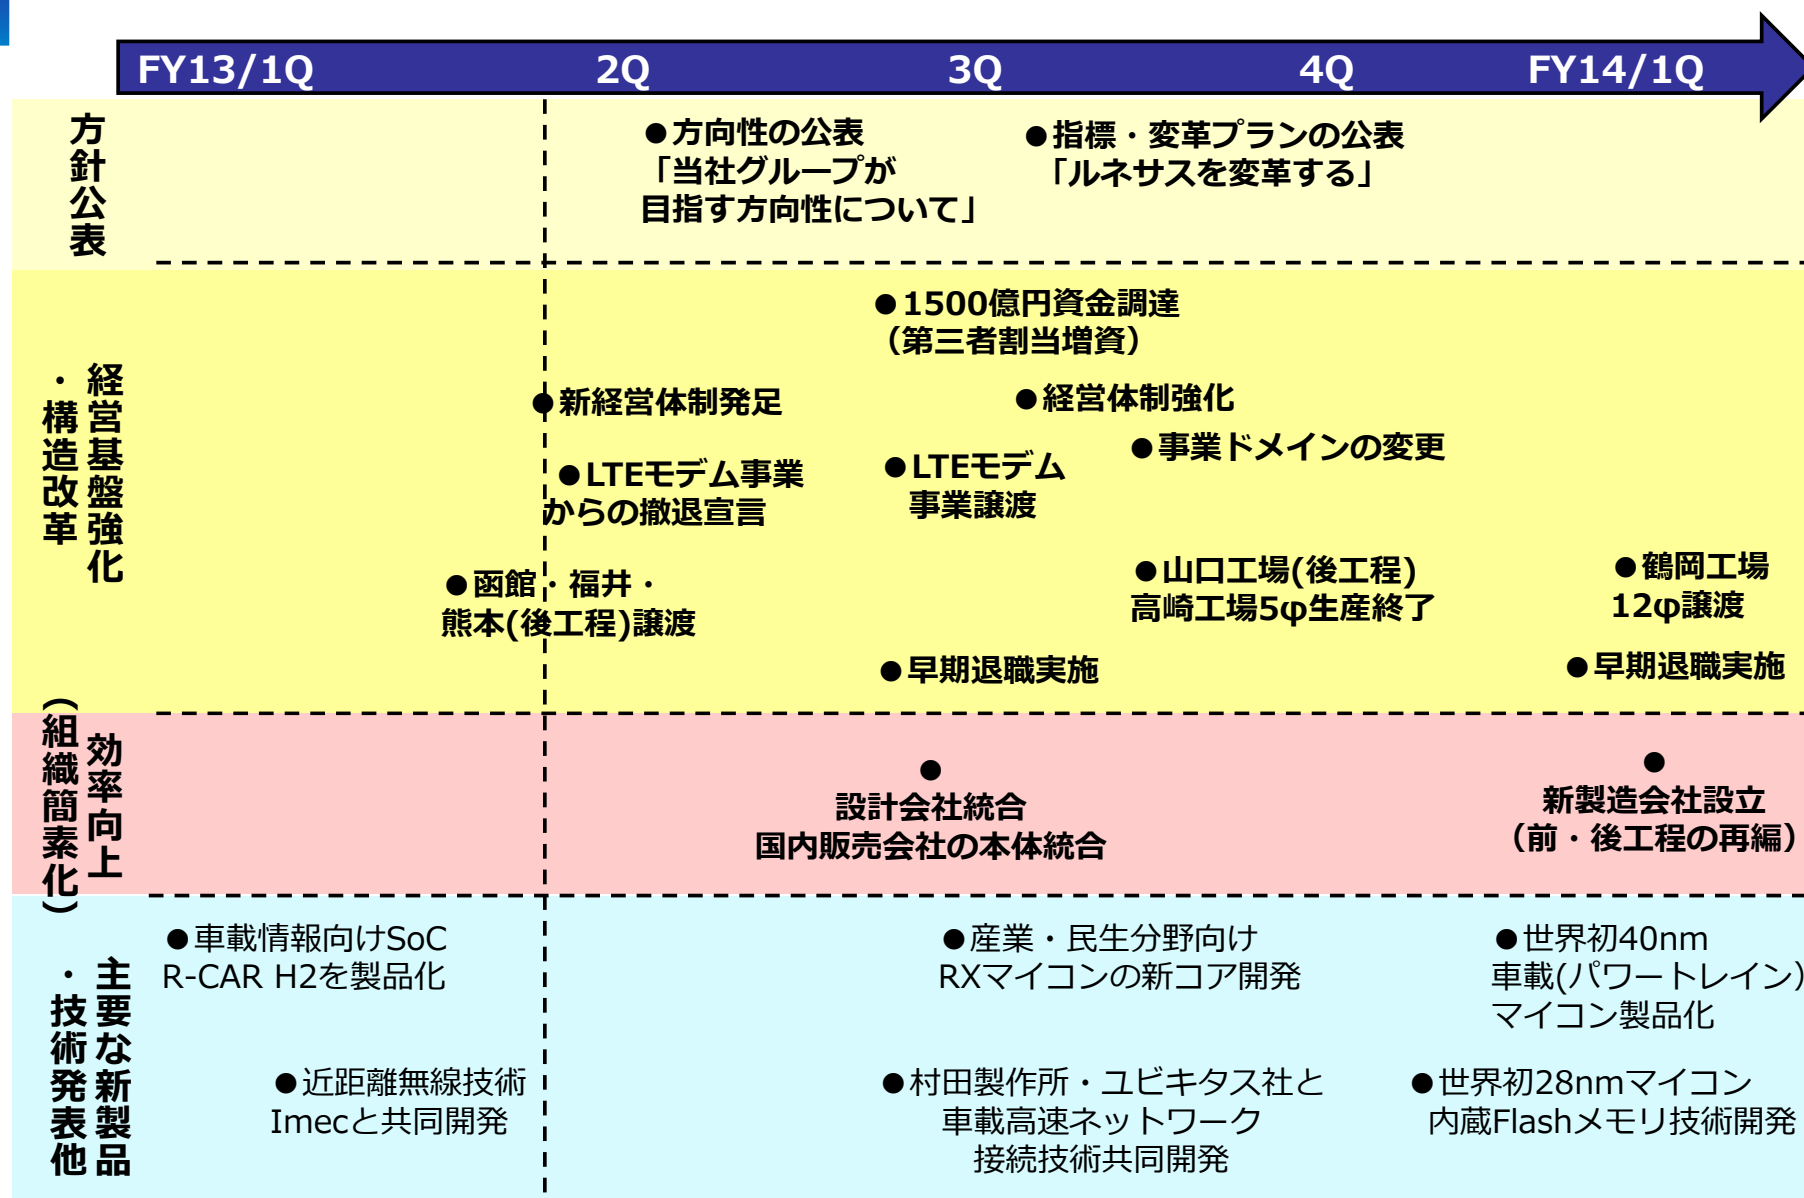 FY13/1Q 2Q 3Q 4Q FY14/1Q
方針公表
●方向性の公表
「当社グループが
目指す方向性について」
●指標・変革プランの公表
「ルネサスを変革する」
経営基盤強化
・構造改革
●1500億円資金調達
（第三者割当増資）
●新経営体制発足
●経営体制強化
●事業ドメインの変更
●LTEモデム事業
からの撤退宣言
●LTEモデム
事業譲渡
●函館・福井・
熊本(後工程)譲渡
●山口工場(後工程)
高崎工場5φ生産終了
●鶴岡工場
12φ譲渡
●早期退職実施
●早期退職実施
効率向上
（組織簡素化）
●
設計会社統合
国内販売会社の本体統合
●
新製造会社設立
（前・後工程の再編）
主要な新製品
・技術発表他
●車載情報向けSoC
R-CAR H2を製品化
●産業・民生分野向け
RXマイコンの新コア開発
●世界初40nm
車載(パワートレイン）
マイコン製品化
●近距離無線技術
Imecと共同開発
●村田製作所・ユビキタス社と
車載高速ネットワーク
接続技術共同開発
●世界初28nmマイコン
内蔵Flashメモリ技術開発